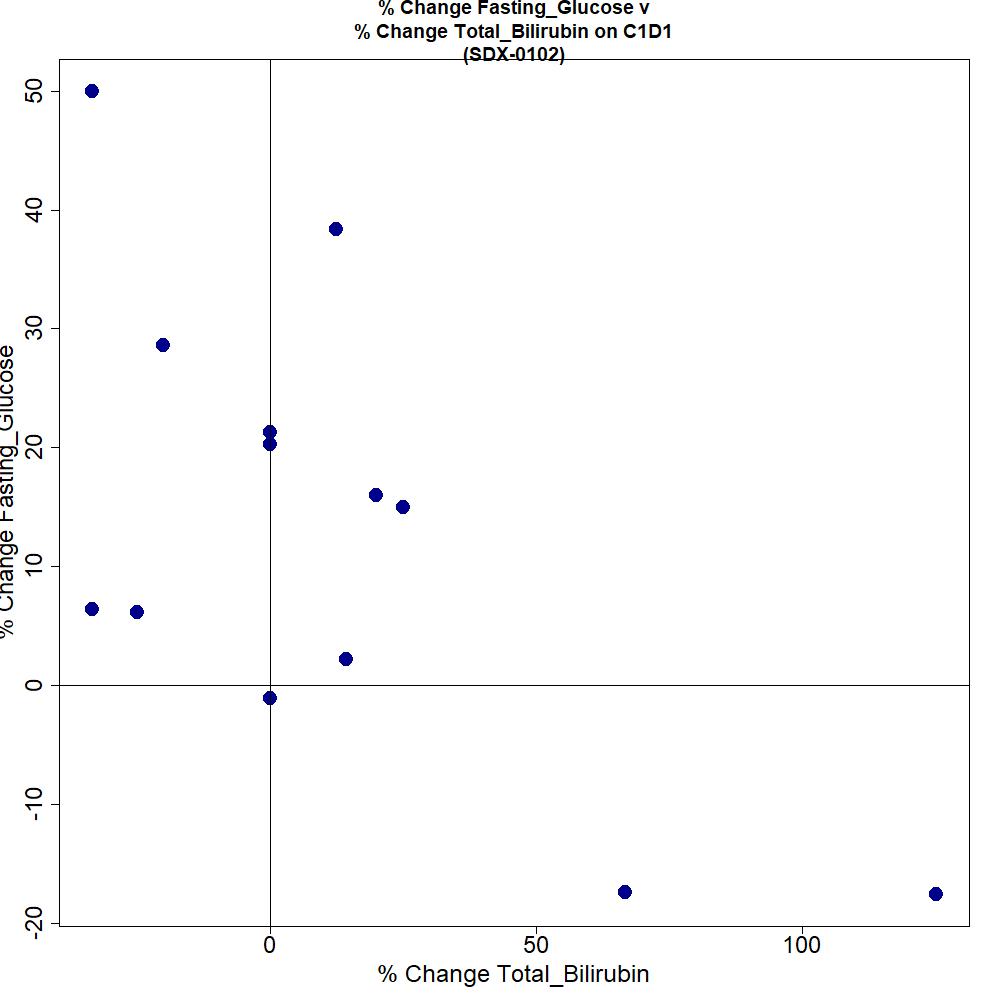 % Change Fasting_Glucose v
% Change Total_Bilirubin on C1D1
(SDX-0102)
% Change Fasting_Glucose
50
40
30
20
10
0
-10
-20
0
50
100
% Change Total_Bilirubin